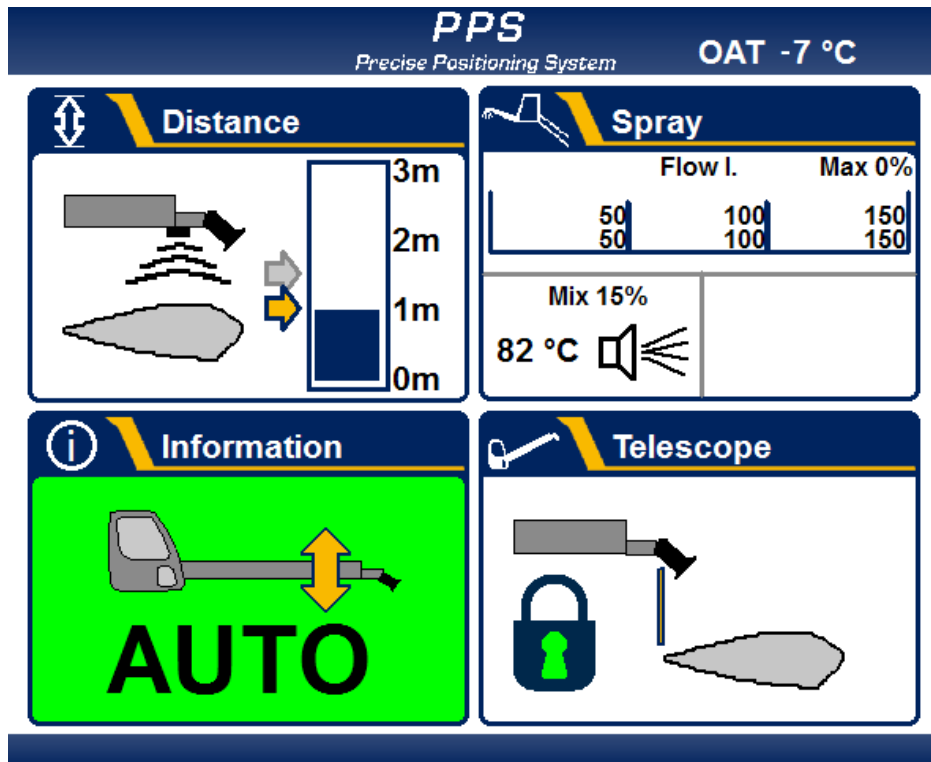 PPS
Precise Positioning System
OAT -7 °C
Distance
3m
2m
1m
0m
Spray
Flow I. Max 0%
50 100 150
50 100 150
Mix 15%
82 °C
Information
AUTO
Telescope